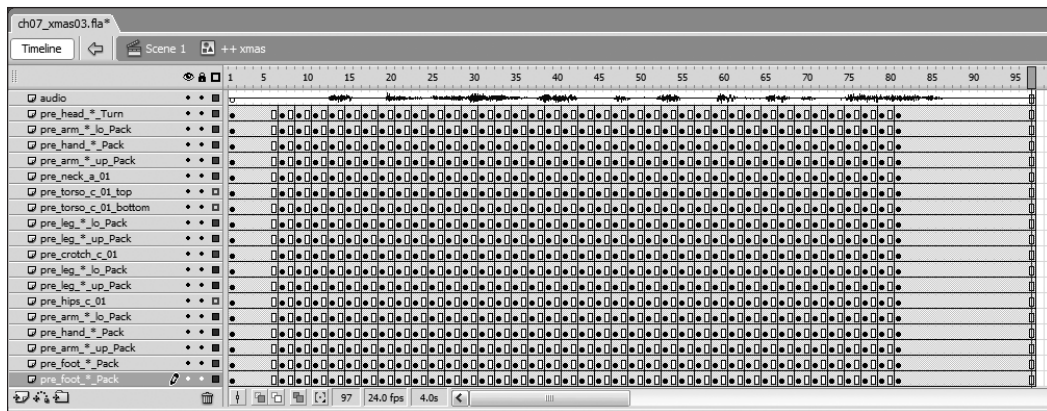 ch07_xmas03.fla*
Timeline Scene 1 ++ xmas
1 5 10 15 20 25 30 35 40 45 50 55 60 65 70 75 80 85 90 95
audio
pre_head_*_Turn
pre_arm_*_lo_Pack
pre_hand_*_Pack
pre_arm_*_up_Pack
pre_neck_a_01
pre_torso_c_01_top
pre_torso_c_01_bottom
pre_leg_*_lo_Pack
pre_leg_*_up_Pack
pre_crotch_c_01
pre_leg_*_lo_Pack
pre_leg_*_up_Pack
pre_hips_c_01
pre_arm_*_lo_Pack
pre_hand_*_Pack
pre_arm_*_up_Pack
pre_foot_*_Pack
pre_foot_*_Pack
97 24.0 fps 4.0s